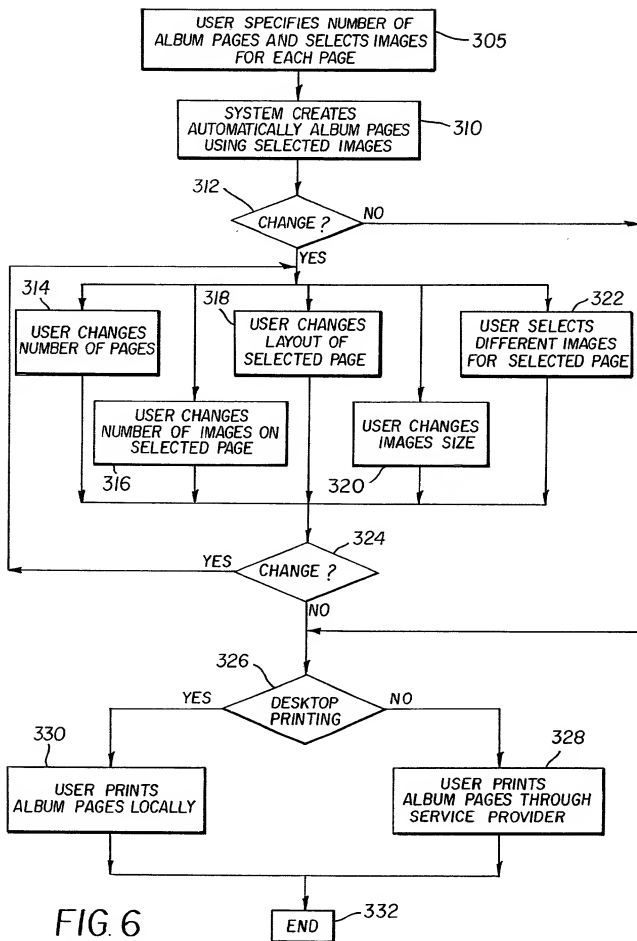 USER SPECIFIES NUMBER OF
ALBUM PAGES AND SELECTS IMAGES
FOR EACH PAGE
305
SYSTEM CREATES
AUTOMATICALLY ALBUM PAGES
USING SELECTED IMAGES
310
312
CHANGE ?
NO
YES
314
USER CHANGES
NUMBER OF PAGES
318
USER CHANGES
LAYOUT OF
SELECTED PAGE
322
USER SELECTS
DIFFERENT IMAGES
FOR SELECTED PAGE
USER CHANGES
NUMBER OF IMAGES ON
SELECTED PAGE
316
USER CHANGES
IMAGES SIZE
320
324
YES
CHANGE ?
NO
326
YES
DESKTOP
PRINTING
NO
330
USER PRINTS
ALBUM PAGES LOCALLY
328
USER PRINTS
ALBUM PAGES THROUGH
SERVICE PROVIDER
FIG. 6
END
332